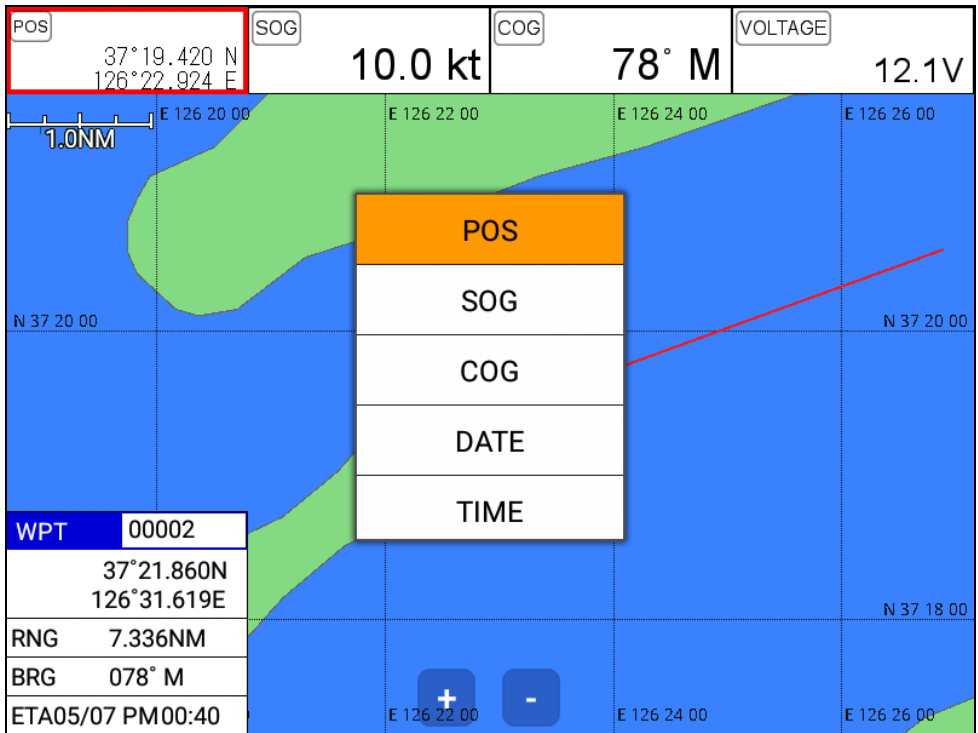 POS
37°19.420 N
126°22.924 E
SOG
10.0 kt
COG
78° M
VOLTAGE
12.1V
E 126 20 00
E 126 22 00
E 126 24 00
E 126 26 00
1.0NM
POS
SOG
COG
DATE
TIME
N 37 20 00
N 37 20 00
WPT 00002
37°21.860N
126°31.619E
RNG 7.336NM
BRG 078° M
ETA05/07 PM00:40
N 37 18 00
+
-
E 126 22 00
E 126 24 00
E 126 26 00